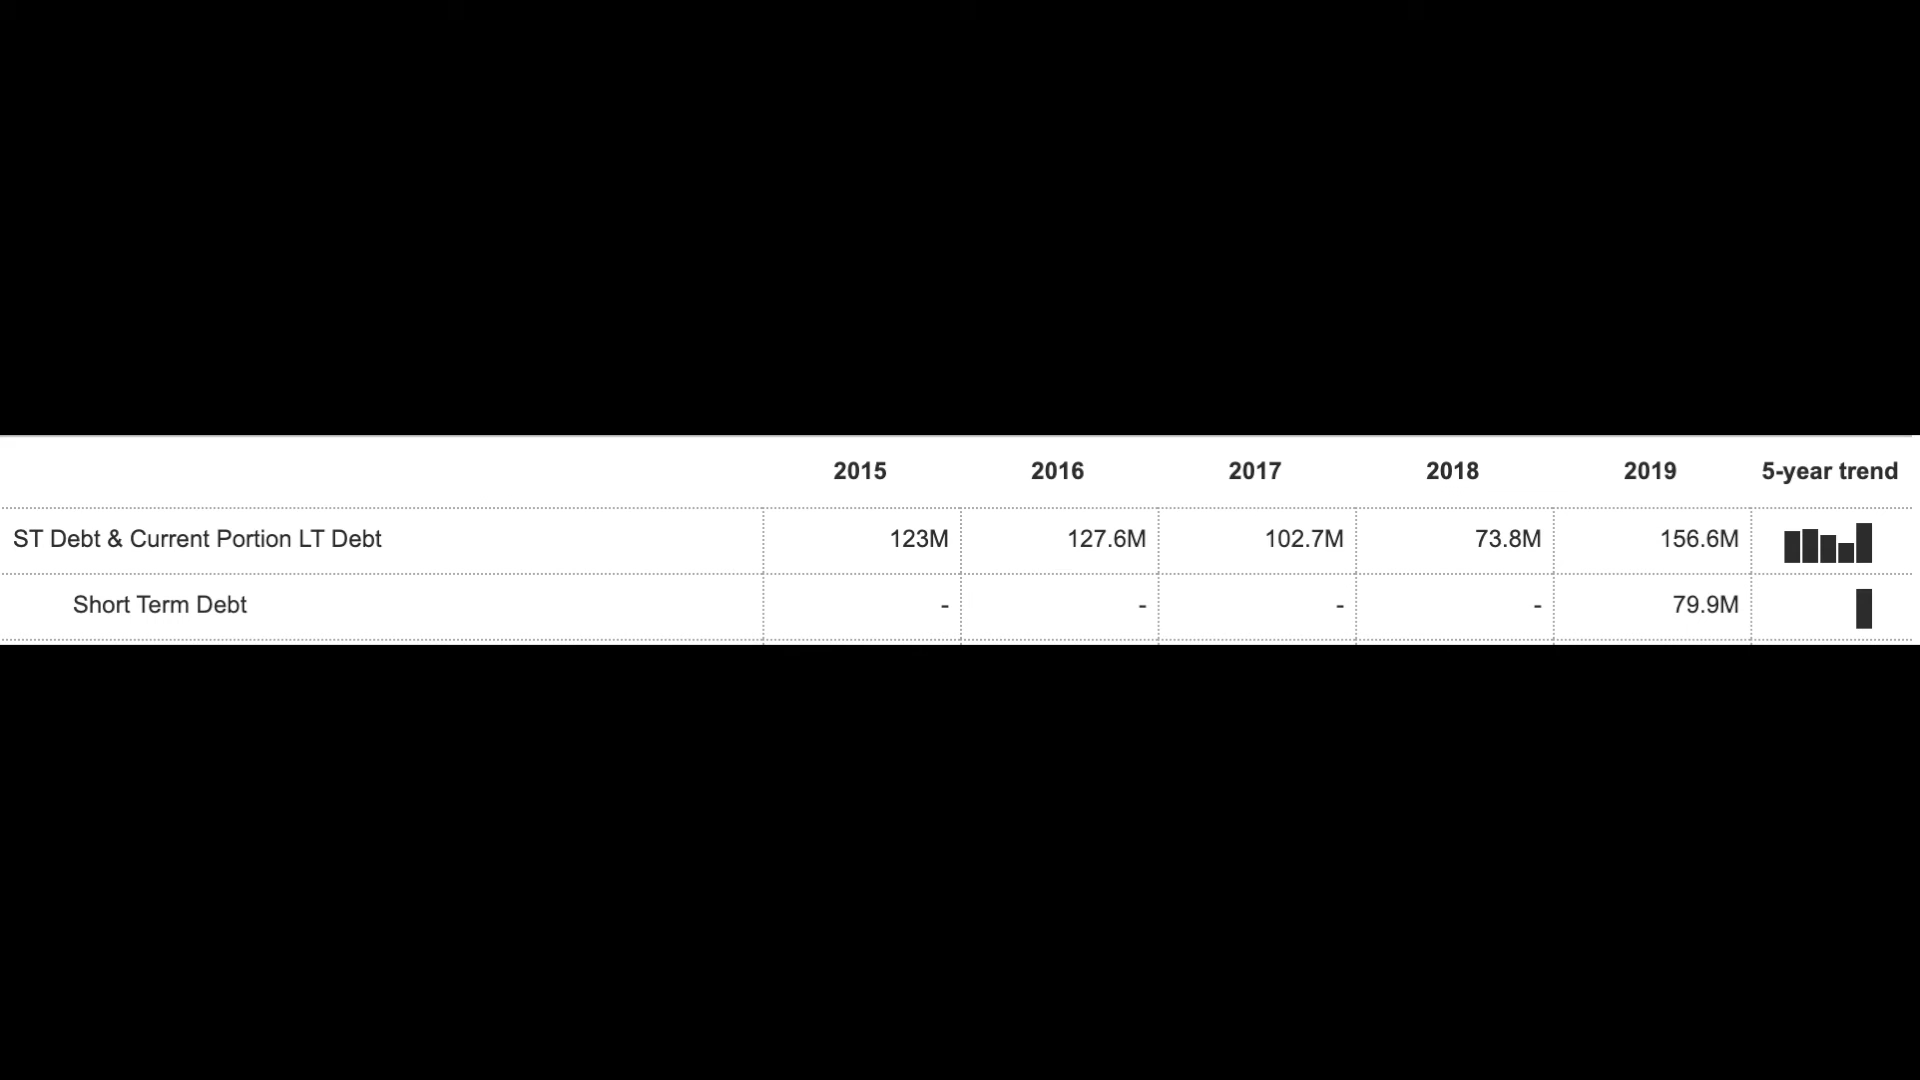 2015 2016 2017 2018 2019 5-year trend
ST Debt & Current Portion LT Debt 123M 127.6M 102.7M 73.8M 156.6M
Short Term Debt - - - - 79.9M